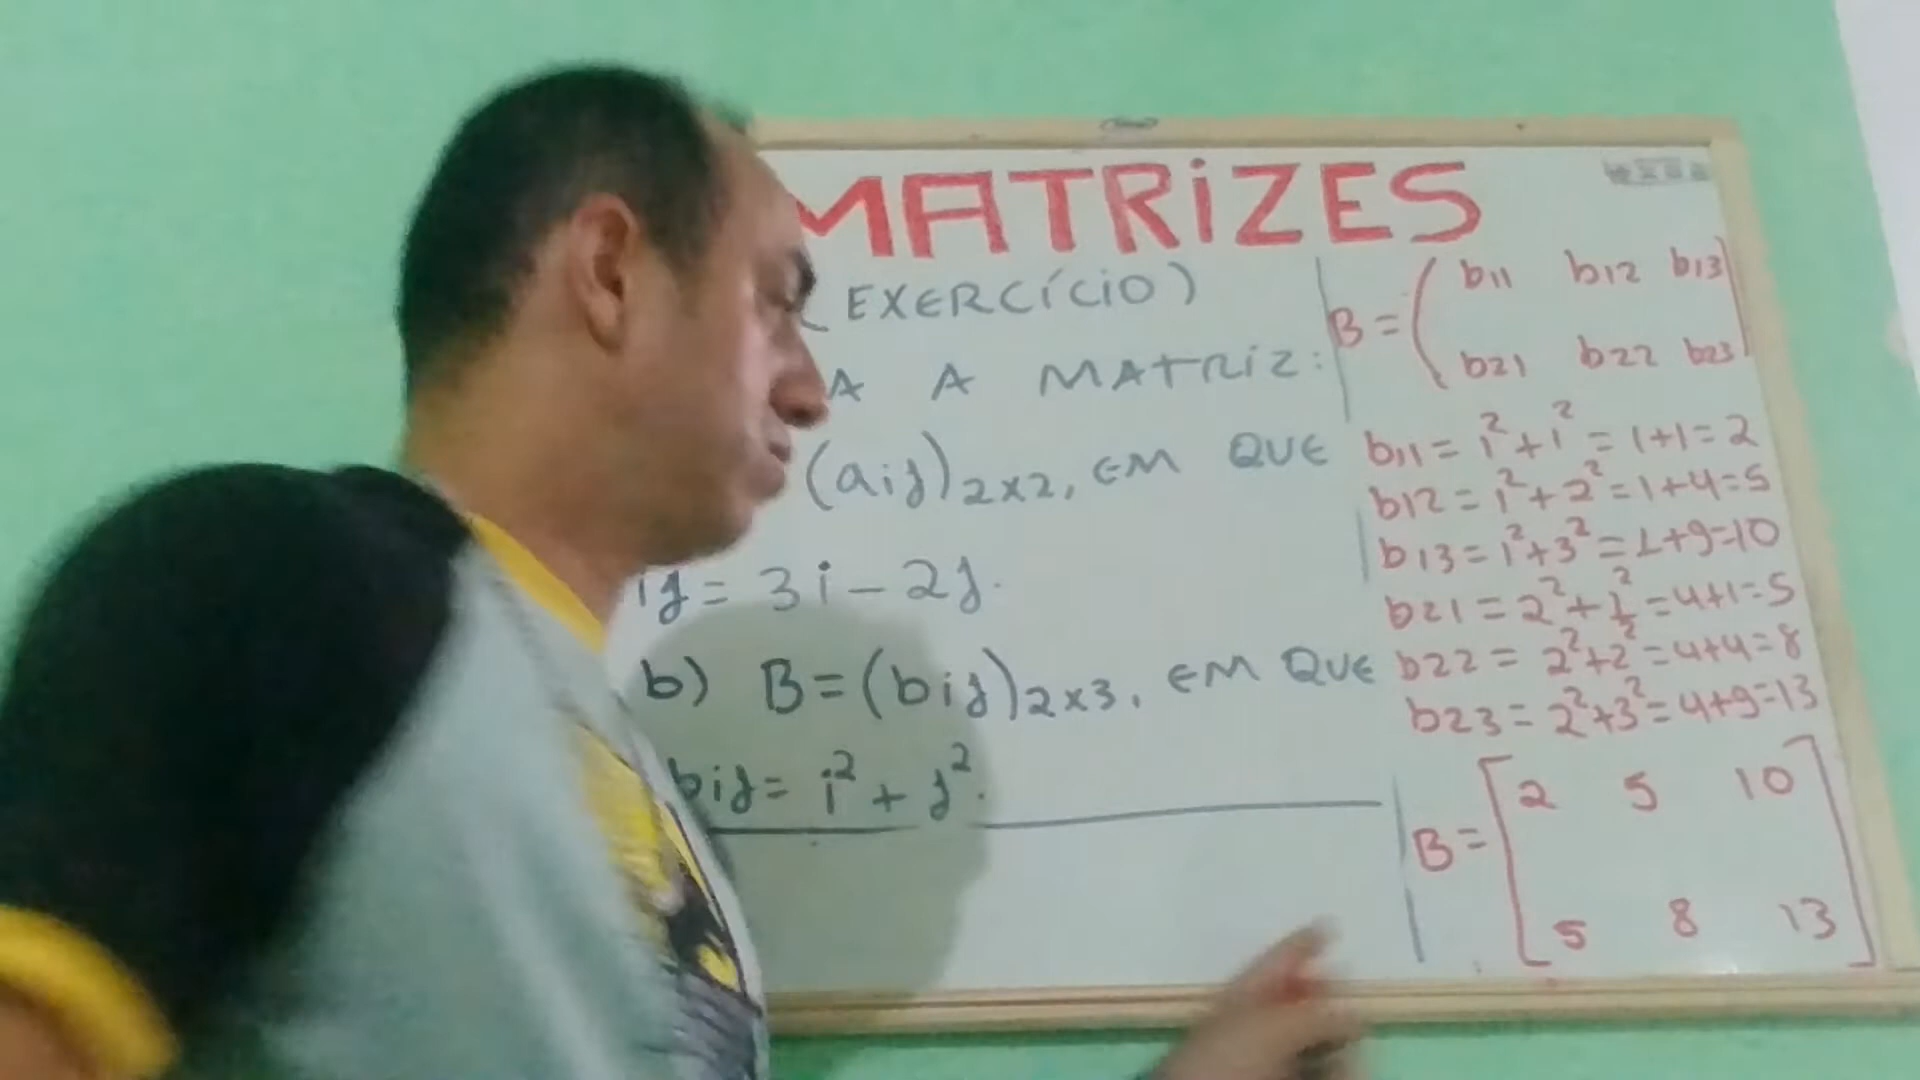 MATRIZES
(EXERCÍCIO)
A A MATRIZ:
(aij)2x2, EM QUE
ij = 3i - 2j.
b) B = (bij)2x3, EM QUE
bij = i² + j².
B = ( b11 b12 b13
b21 b22 b23 )
b11 = 1² + 1² = 1+1 = 2
b12 = 1² + 2² = 1+4 = 5
b13 = 1² + 3² = 1+9 = 10
b21 = 2² + 1² = 4+1 = 5
b22 = 2² + 2² = 4+4 = 8
b23 = 2² + 3² = 4+9 = 13
B = [ 2 5 10
5 8 13 ]